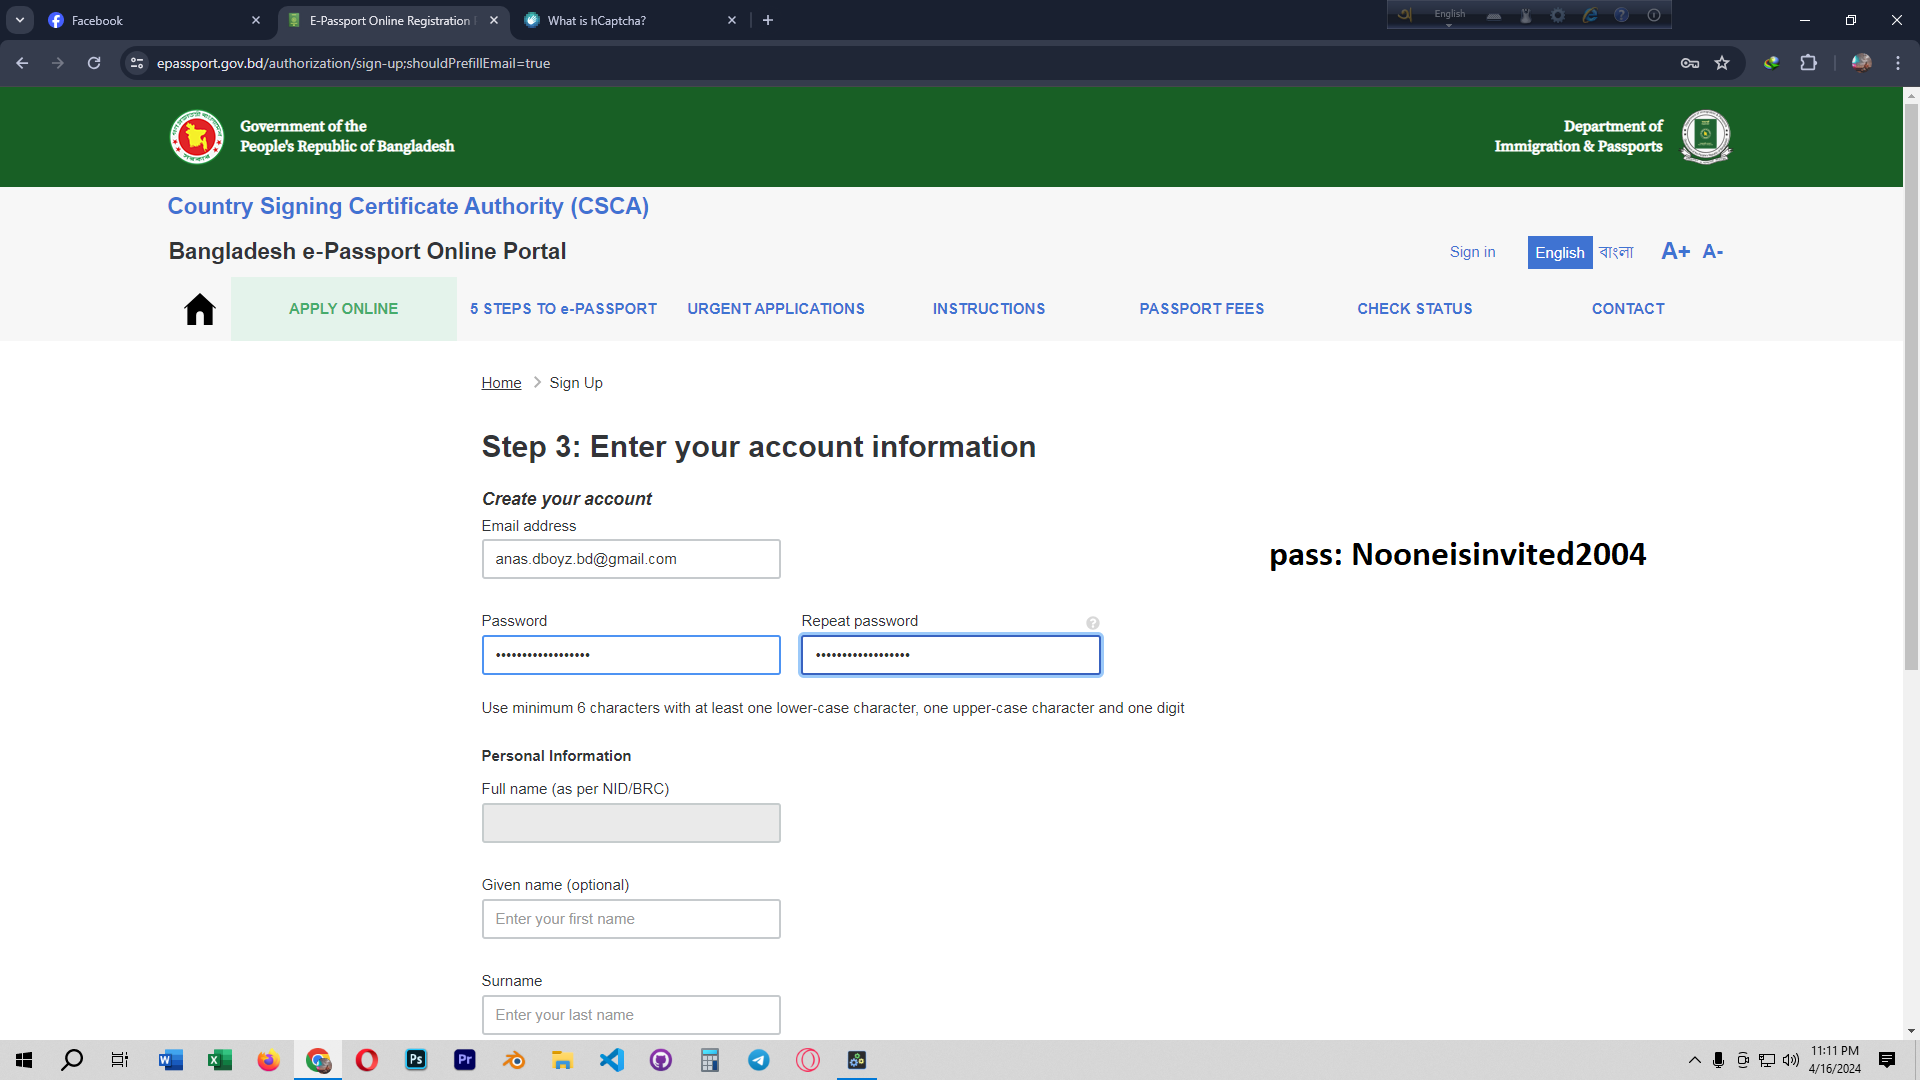 Facebook
E-Passport Online Registration
What is hCaptcha?
English
epassport.gov.bd/authorization/sign-up;shouldPrefillEmail=true
Government of the
People's Republic of Bangladesh
Department of
Immigration & Passports
Country Signing Certificate Authority (CSCA)
Bangladesh e-Passport Online Portal
Sign in
English
বাংলা
A+
A-
APPLY ONLINE
5 STEPS TO e-PASSPORT
URGENT APPLICATIONS
INSTRUCTIONS
PASSPORT FEES
CHECK STATUS
CONTACT
Home
Sign Up
Step 3: Enter your account information
Create your account
Email address
anas.dboyz.bd@gmail.com
pass: Nooneisinvited2004
Password
Repeat password
••••••••••••••••••
••••••••••••••••••
Use minimum 6 characters with at least one lower-case character, one upper-case character and one digit
Personal Information
Full name (as per NID/BRC)
Given name (optional)
Enter your first name
Surname
Enter your last name
11:11 PM
4/16/2024